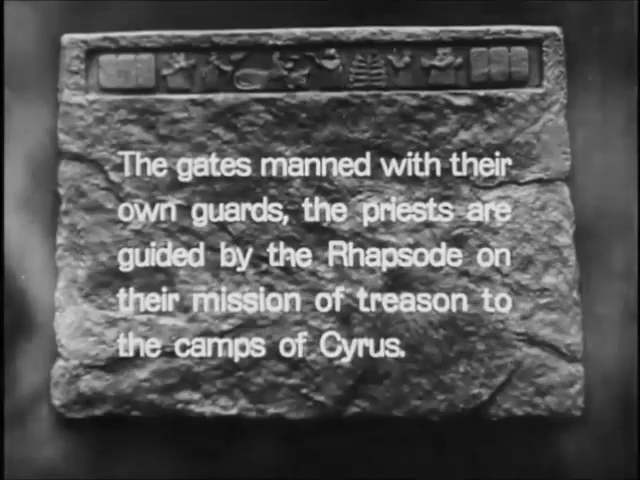 The gates manned with their
own guards, the priests are
guided by the Rhapsode on
their mission of treason to
the camps of Cyrus.